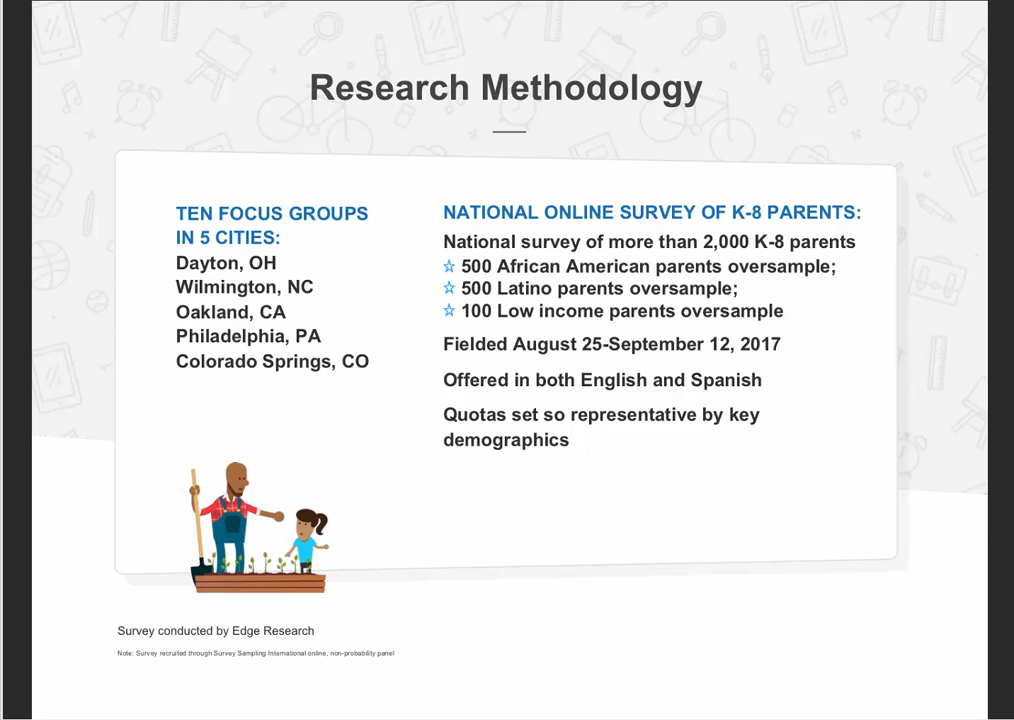 Research Methodology
TEN FOCUS GROUPS
IN 5 CITIES:
Dayton, OH
Wilmington, NC
Oakland, CA
Philadelphia, PA
Colorado Springs, CO
NATIONAL ONLINE SURVEY OF K-8 PARENTS:
National survey of more than 2,000 K-8 parents
☆ 500 African American parents oversample;
☆ 500 Latino parents oversample;
☆ 100 Low income parents oversample
Fielded August 25-September 12, 2017
Offered in both English and Spanish
Quotas set so representative by key
demographics
Survey conducted by Edge Research
Note: Survey recruited through Survey Sampling International online, non-probability panel